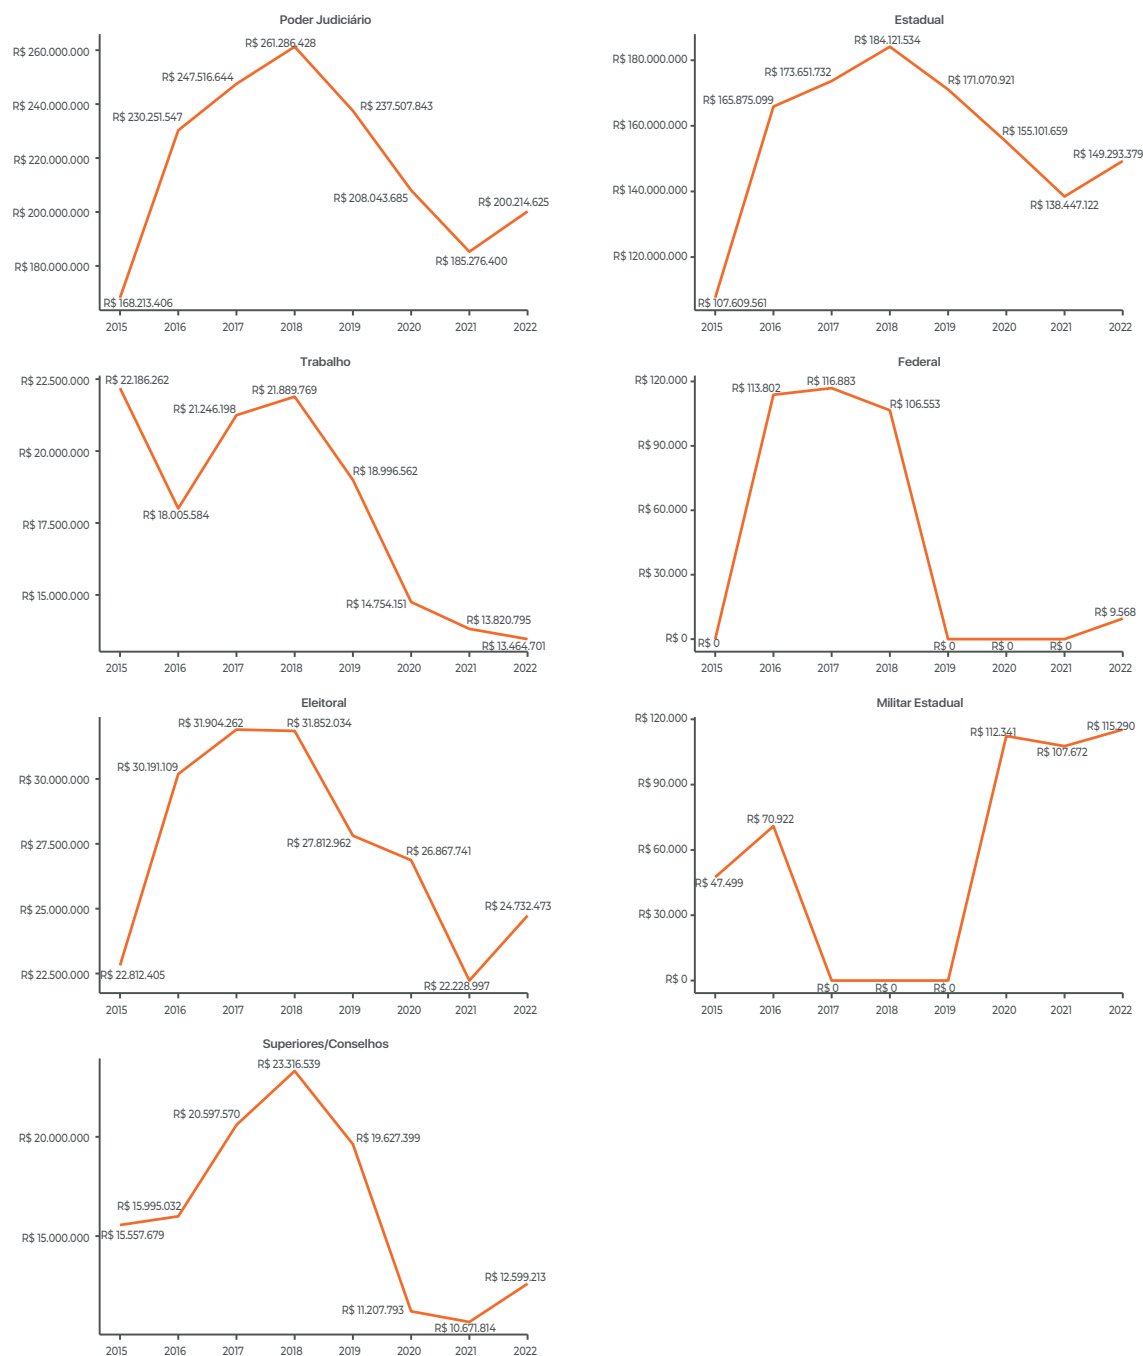 Poder Judiciário
R$ 260.000.000
R$ 240.000.000
R$ 220.000.000
R$ 200.000.000
R$ 180.000.000
R$ 168.213.406
R$ 230.251.547
R$ 247.516.644
R$ 261.286.428
R$ 237.507.843
R$ 208.043.685
R$ 185.276.400
R$ 200.214.625
2015 2016 2017 2018 2019 2020 2021 2022
Estadual
R$ 180.000.000
R$ 160.000.000
R$ 140.000.000
R$ 120.000.000
R$ 107.609.561
R$ 165.875.099
R$ 173.651.732
R$ 184.121.534
R$ 171.070.921
R$ 155.101.659
R$ 138.447.122
R$ 149.293.379
2015 2016 2017 2018 2019 2020 2021 2022
Trabalho
R$ 22.500.000
R$ 20.000.000
R$ 17.500.000
R$ 15.000.000
R$ 22.186.262
R$ 18.005.584
R$ 21.246.198
R$ 21.889.769
R$ 18.996.562
R$ 14.754.151
R$ 13.820.795
R$ 13.464.701
2015 2016 2017 2018 2019 2020 2021 2022
Federal
R$ 120.000
R$ 90.000
R$ 60.000
R$ 30.000
R$ 0
R$ 0
R$ 113.802
R$ 116.883
R$ 106.553
R$ 0
R$ 0
R$ 0
R$ 9.568
2015 2016 2017 2018 2019 2020 2021 2022
Eleitoral
R$ 30.000.000
R$ 27.500.000
R$ 25.000.000
R$ 22.500.000
R$ 22.812.405
R$ 30.191.109
R$ 31.904.262
R$ 31.852.034
R$ 27.812.962
R$ 26.867.741
R$ 22.228.997
R$ 24.732.473
2015 2016 2017 2018 2019 2020 2021 2022
Militar Estadual
R$ 120.000
R$ 90.000
R$ 60.000
R$ 30.000
R$ 0
R$ 47.499
R$ 70.922
R$ 0
R$ 0
R$ 0
R$ 112.341
R$ 107.672
R$ 115.290
2015 2016 2017 2018 2019 2020 2021 2022
Superiores/Conselhos
R$ 20.000.000
R$ 15.000.000
R$ 15.557.679
R$ 15.995.032
R$ 20.597.570
R$ 23.316.539
R$ 19.627.399
R$ 11.207.793
R$ 10.671.814
R$ 12.599.213
2015 2016 2017 2018 2019 2020 2021 2022